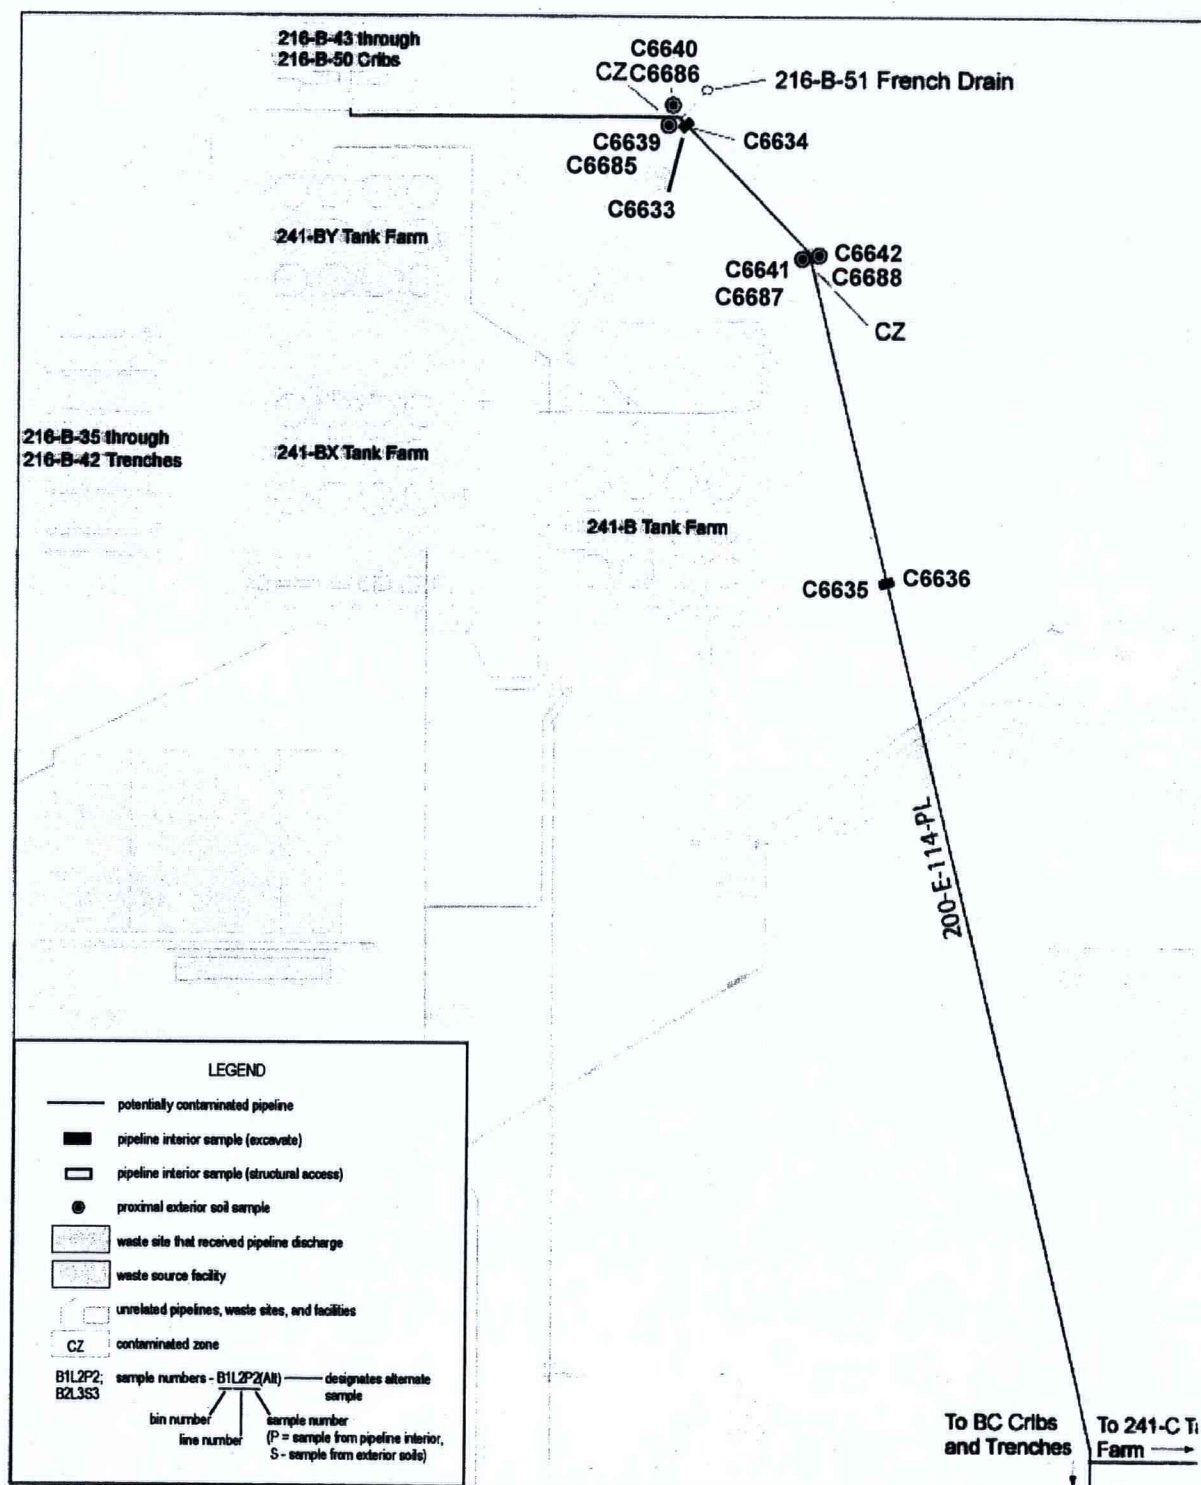 216-B-43 through
216-B-50 Cribs
C6640
CZ C6686
216-B-51 French Drain
C6639
C6685
C6634
C6633
241-BY Tank Farm
C6641
C6687
C6642
C6688
CZ
216-B-35 through
216-B-42 Trenches
241-BX Tank Farm
241-B Tank Farm
C6635
C6636
200-E-114-PL
LEGEND
potentially contaminated pipeline
pipeline interior sample (excavate)
pipeline interior sample (structural access)
proximal exterior soil sample
waste site that received pipeline discharge
waste source facility
unrelated pipelines, waste sites, and facilities
CZ contaminated zone
B1L2P2; sample numbers - B1L2P2(Alt) designates alternate
B2L3S3 sample
bin number sample number
line number (P = sample from pipeline interior,
S - sample from exterior soils)
To BC Cribs
and Trenches
To 241-C
Farm